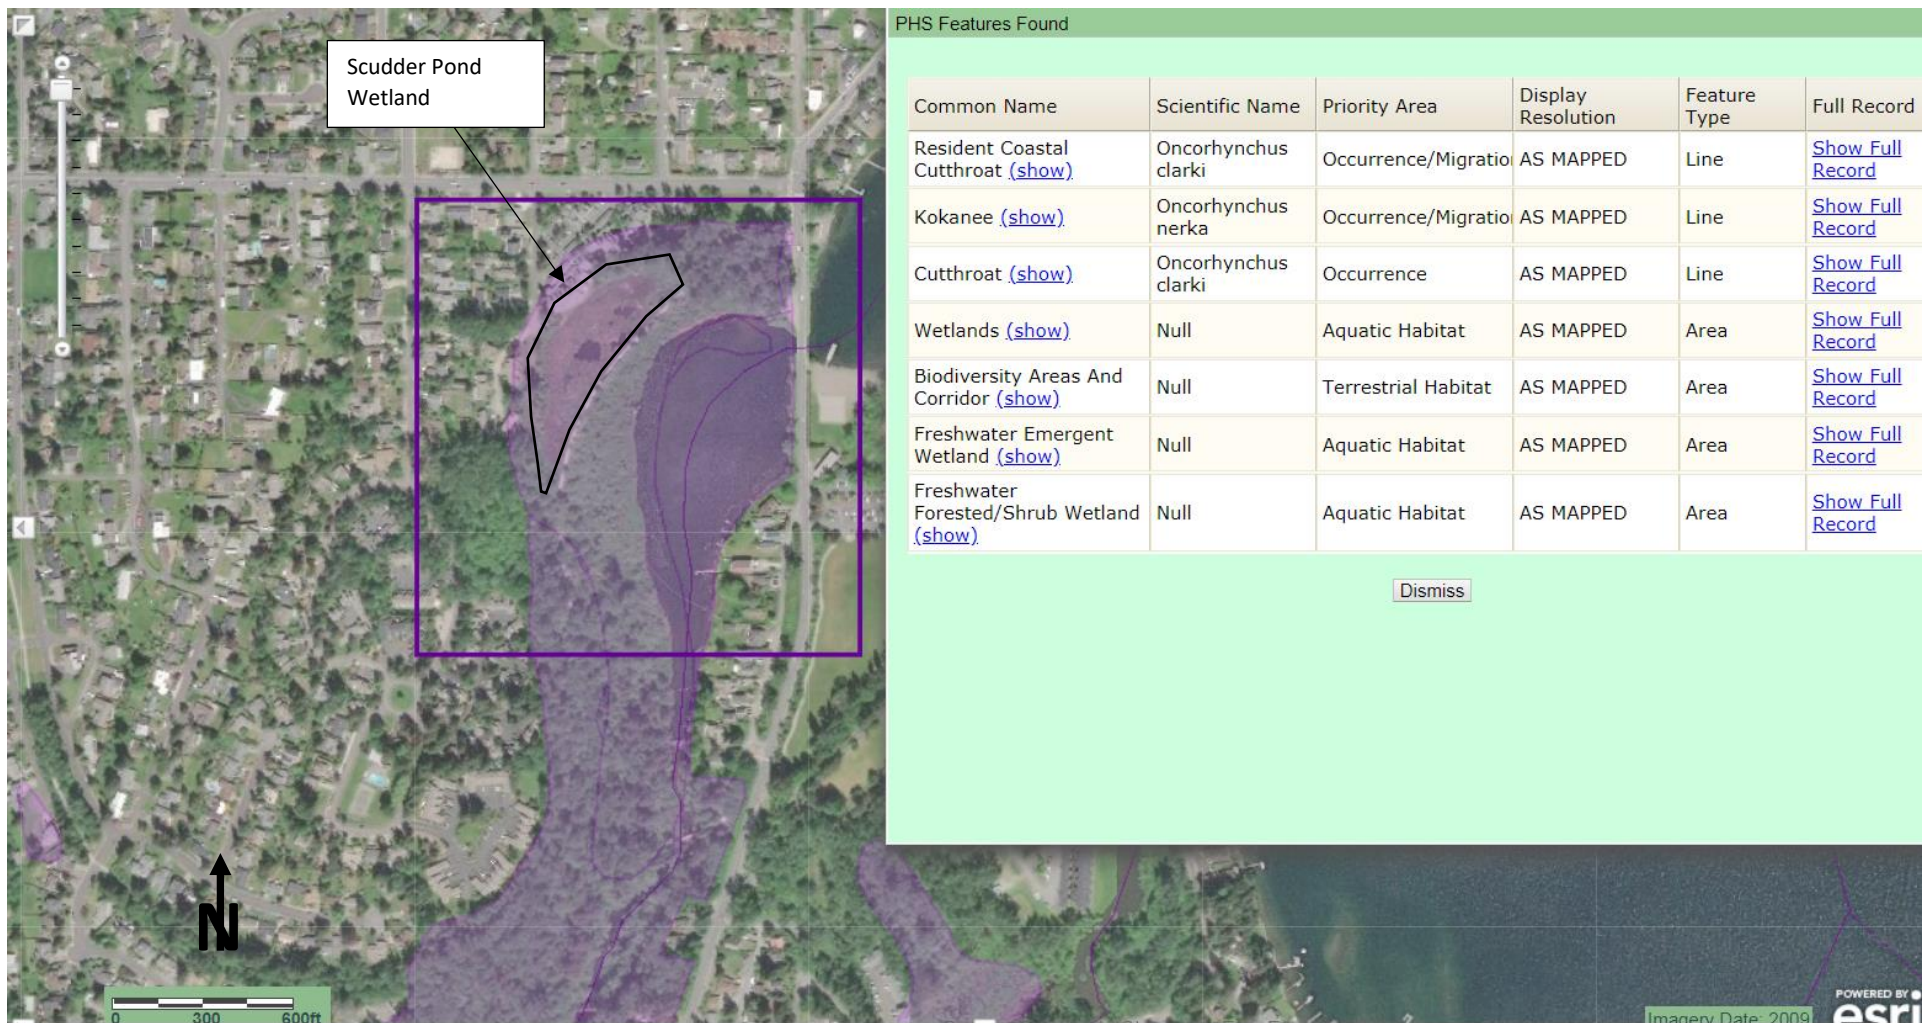 Scudder Pond
Wetland
PHS Features Found
Common Name Scientific Name Priority Area Display Resolution Feature Type Full Record
Resident Coastal Cutthroat (show) Oncorhynchus clarki Occurrence/Migratio AS MAPPED Line Show Full Record
Kokanee (show) Oncorhynchus nerka Occurrence/Migratio AS MAPPED Line Show Full Record
Cutthroat (show) Oncorhynchus clarki Occurrence AS MAPPED Line Show Full Record
Wetlands (show) Null Aquatic Habitat AS MAPPED Area Show Full Record
Biodiversity Areas And Corridor (show) Null Terrestrial Habitat AS MAPPED Area Show Full Record
Freshwater Emergent Wetland (show) Null Aquatic Habitat AS MAPPED Area Show Full Record
Freshwater Forested/Shrub Wetland (show) Null Aquatic Habitat AS MAPPED Area Show Full Record
Dismiss
N
0 300 600ft
POWERED BY
esri
Imagery Date: 2009